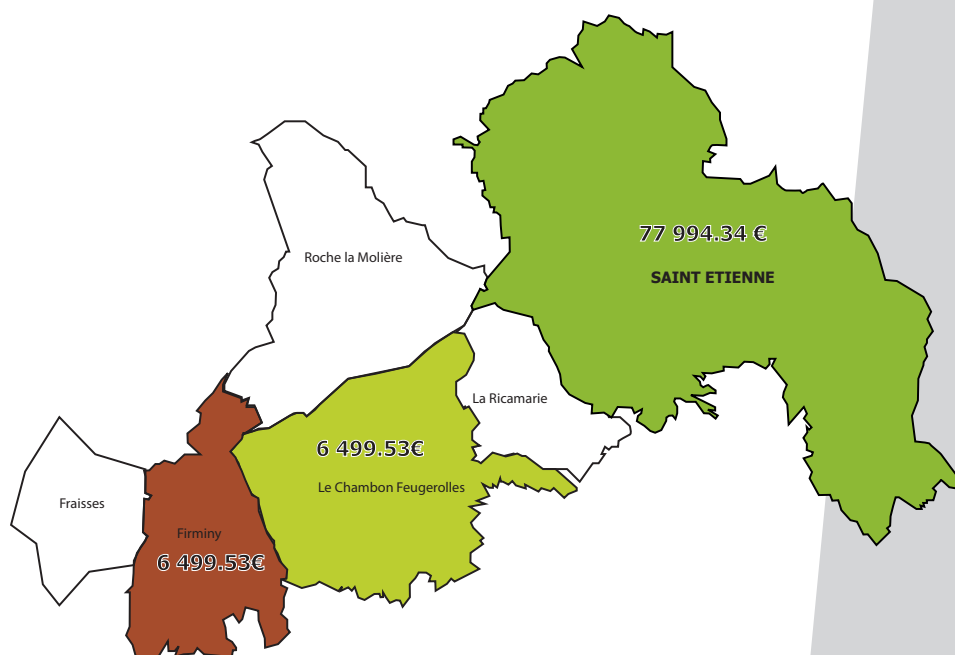 77 994.34 €
SAINT ETIENNE
Roche la Molière
La Ricamarie
6 499.53€
Le Chambon Feugerolles
Fraisses
Firminy
6 499.53€